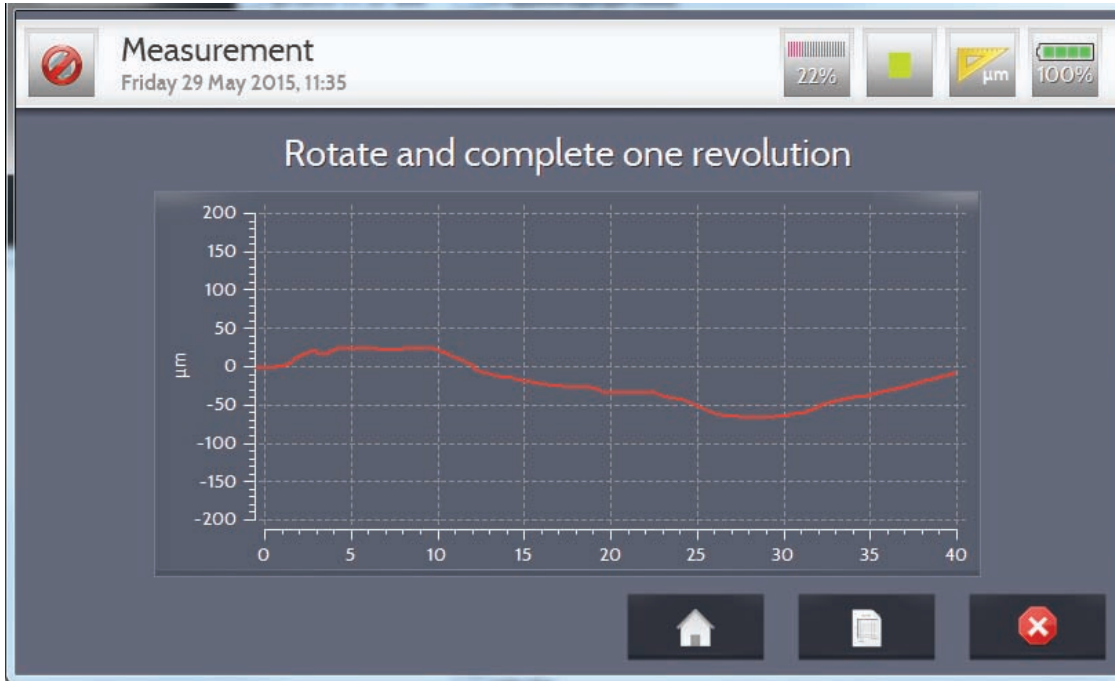 Measurement
Friday 29 May 2015, 11:35
22%
µm
100%
Rotate and complete one revolution
200
150
100
50
0
-50
-100
-150
-200
µm
0 5 10 15 20 25 30 35 40